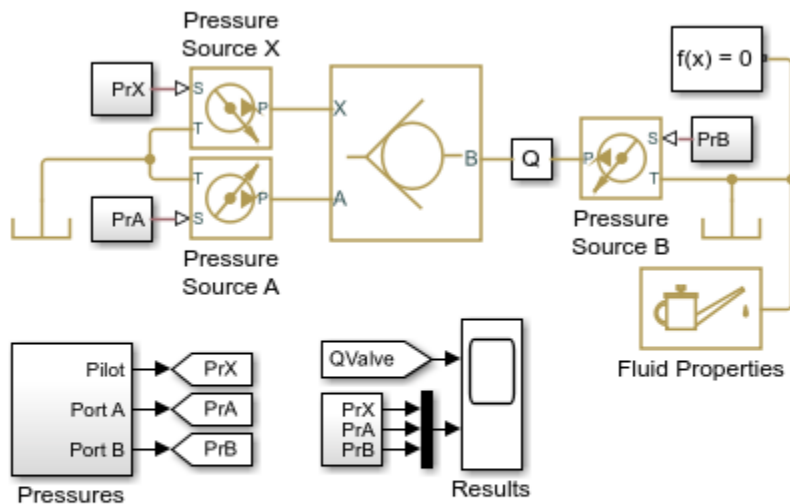 Pressure
Source X
PrX
S
P
T
X
f(x) = 0
B
Q
P
S
T
PrB
T
P
S
A
PrA
Pressure
Source A
Pressure
Source B
Fluid Properties
Pilot
PrX
Port A
PrA
Port B
PrB
Pressures
QValve
PrX
PrA
PrB
Results